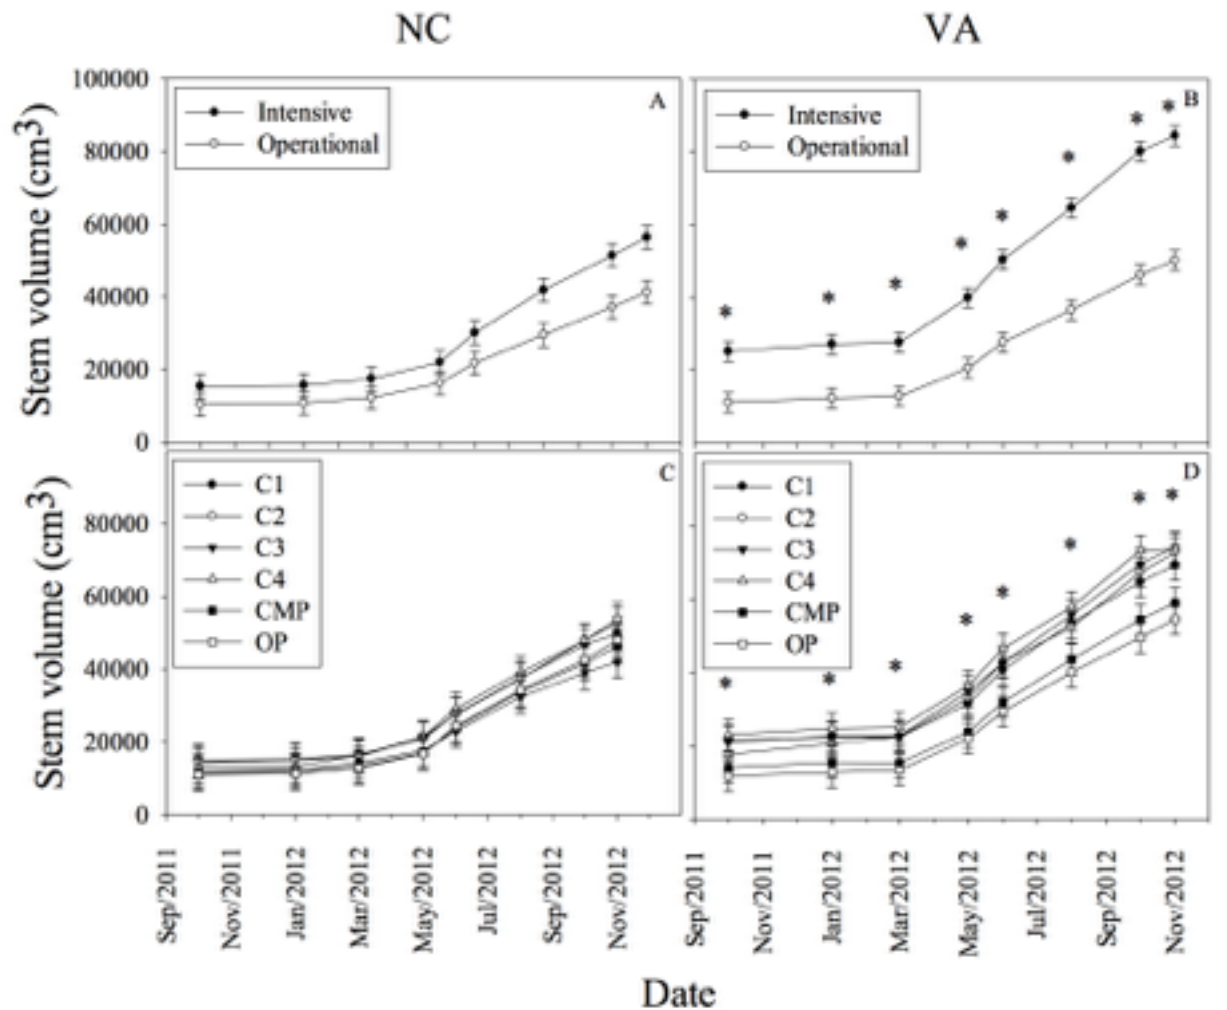 NC
VA
100000
80000
60000
40000
20000
0
Stem volume (cm3)
Intensive
Operational
A
Intensive
Operational
B
* * * * * * * *
80000
60000
40000
20000
0
Stem volume (cm3)
C1
C2
C3
C4
CMP
OP
C
C1
C2
C3
C4
CMP
OP
D
* * * * * * * *
Sep/2011
Nov/2011
Jan/2012
Mar/2012
May/2012
Jul/2012
Sep/2012
Nov/2012
Sep/2011
Nov/2011
Jan/2012
Mar/2012
May/2012
Jul/2012
Sep/2012
Nov/2012
Date